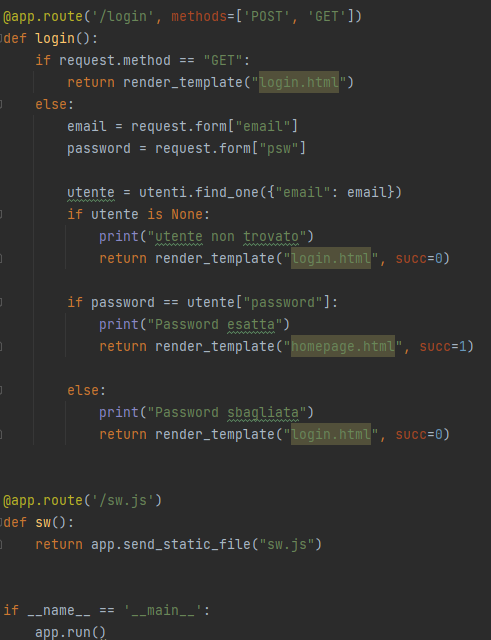 @app.route('/login', methods=['POST', 'GET'])
def login():
    if request.method == "GET":
        return render_template("login.html")
    else:
        email = request.form["email"]
        password = request.form["psw"]

        utente = utenti.find_one({"email": email})
        if utente is None:
            print("utente non trovato")
            return render_template("login.html", succ=0)

        if password == utente["password"]:
            print("Password esatta")
            return render_template("homepage.html", succ=1)

        else:
            print("Password sbagliata")
            return render_template("login.html", succ=0)


@app.route('/sw.js')
def sw():
    return app.send_static_file("sw.js")


if __name__ == '__main__':
    app.run()